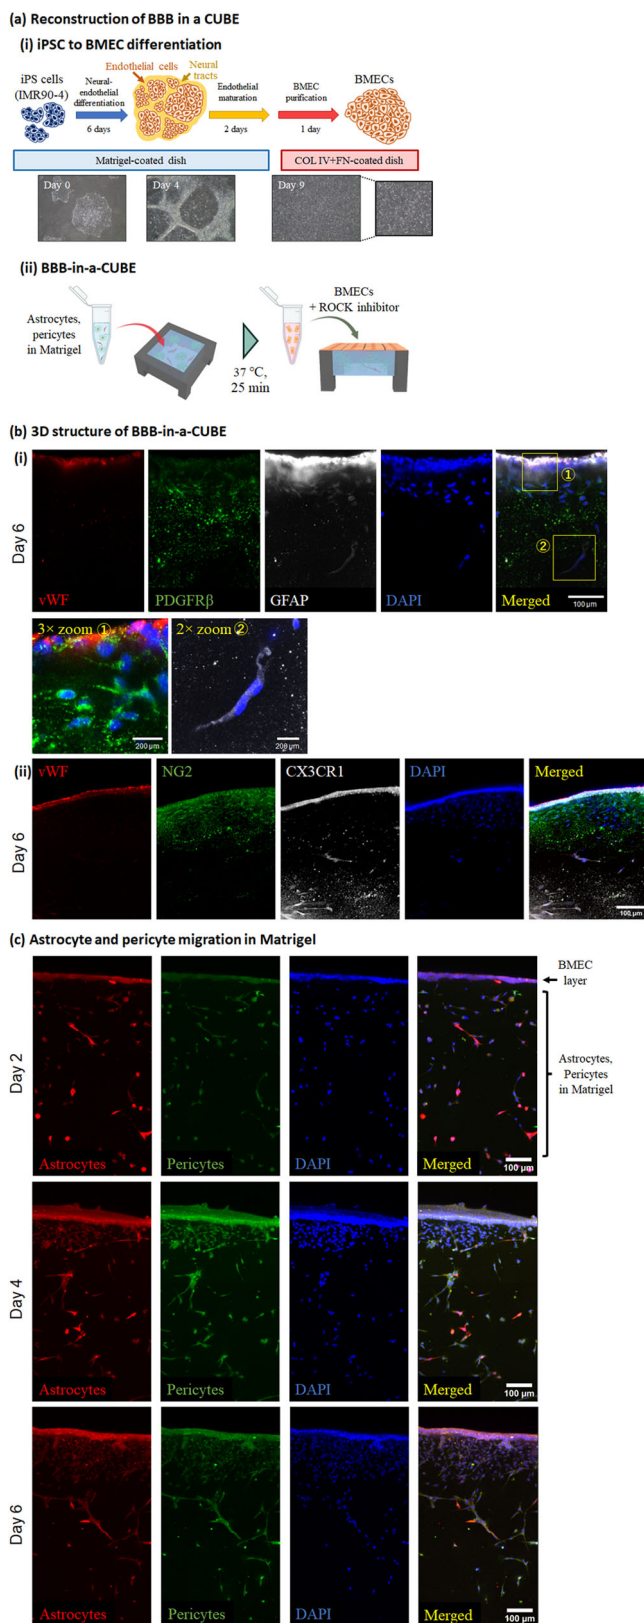 (a) Reconstruction of BBB in a CUBE
(i) iPSC to BMEC differentiation
iPS cells
(IMR90-4)
Neural-
endothelial
differentiation
6 days
Endothelial cells
Neural
tracts
Endothelial
maturation
2 days
BMEC
purification
1 day
BMECs
Matrigel-coated dish
COL IV+FN-coated dish
Day 0
Day 4
Day 9
(ii) BBB-in-a-CUBE
Astrocytes,
pericytes
in Matrigel
37 °C,
25 min
BMECs
+ ROCK inhibitor
(b) 3D structure of BBB-in-a-CUBE
(i)
Day 6
vWF
PDGFRβ
GFAP
DAPI
Merged
①
②
100 μm
3× zoom ①
200 μm
2× zoom ②
200 μm
(ii)
Day 6
vWF
NG2
CX3CR1
DAPI
Merged
100 μm
(c) Astrocyte and pericyte migration in Matrigel
Day 2
Astrocytes
Pericytes
DAPI
Merged
100 μm
BMEC
layer
Astrocytes,
Pericytes
in Matrigel
Day 4
Astrocytes
Pericytes
DAPI
Merged
100 μm
Day 6
Astrocytes
Pericytes
DAPI
Merged
100 μm